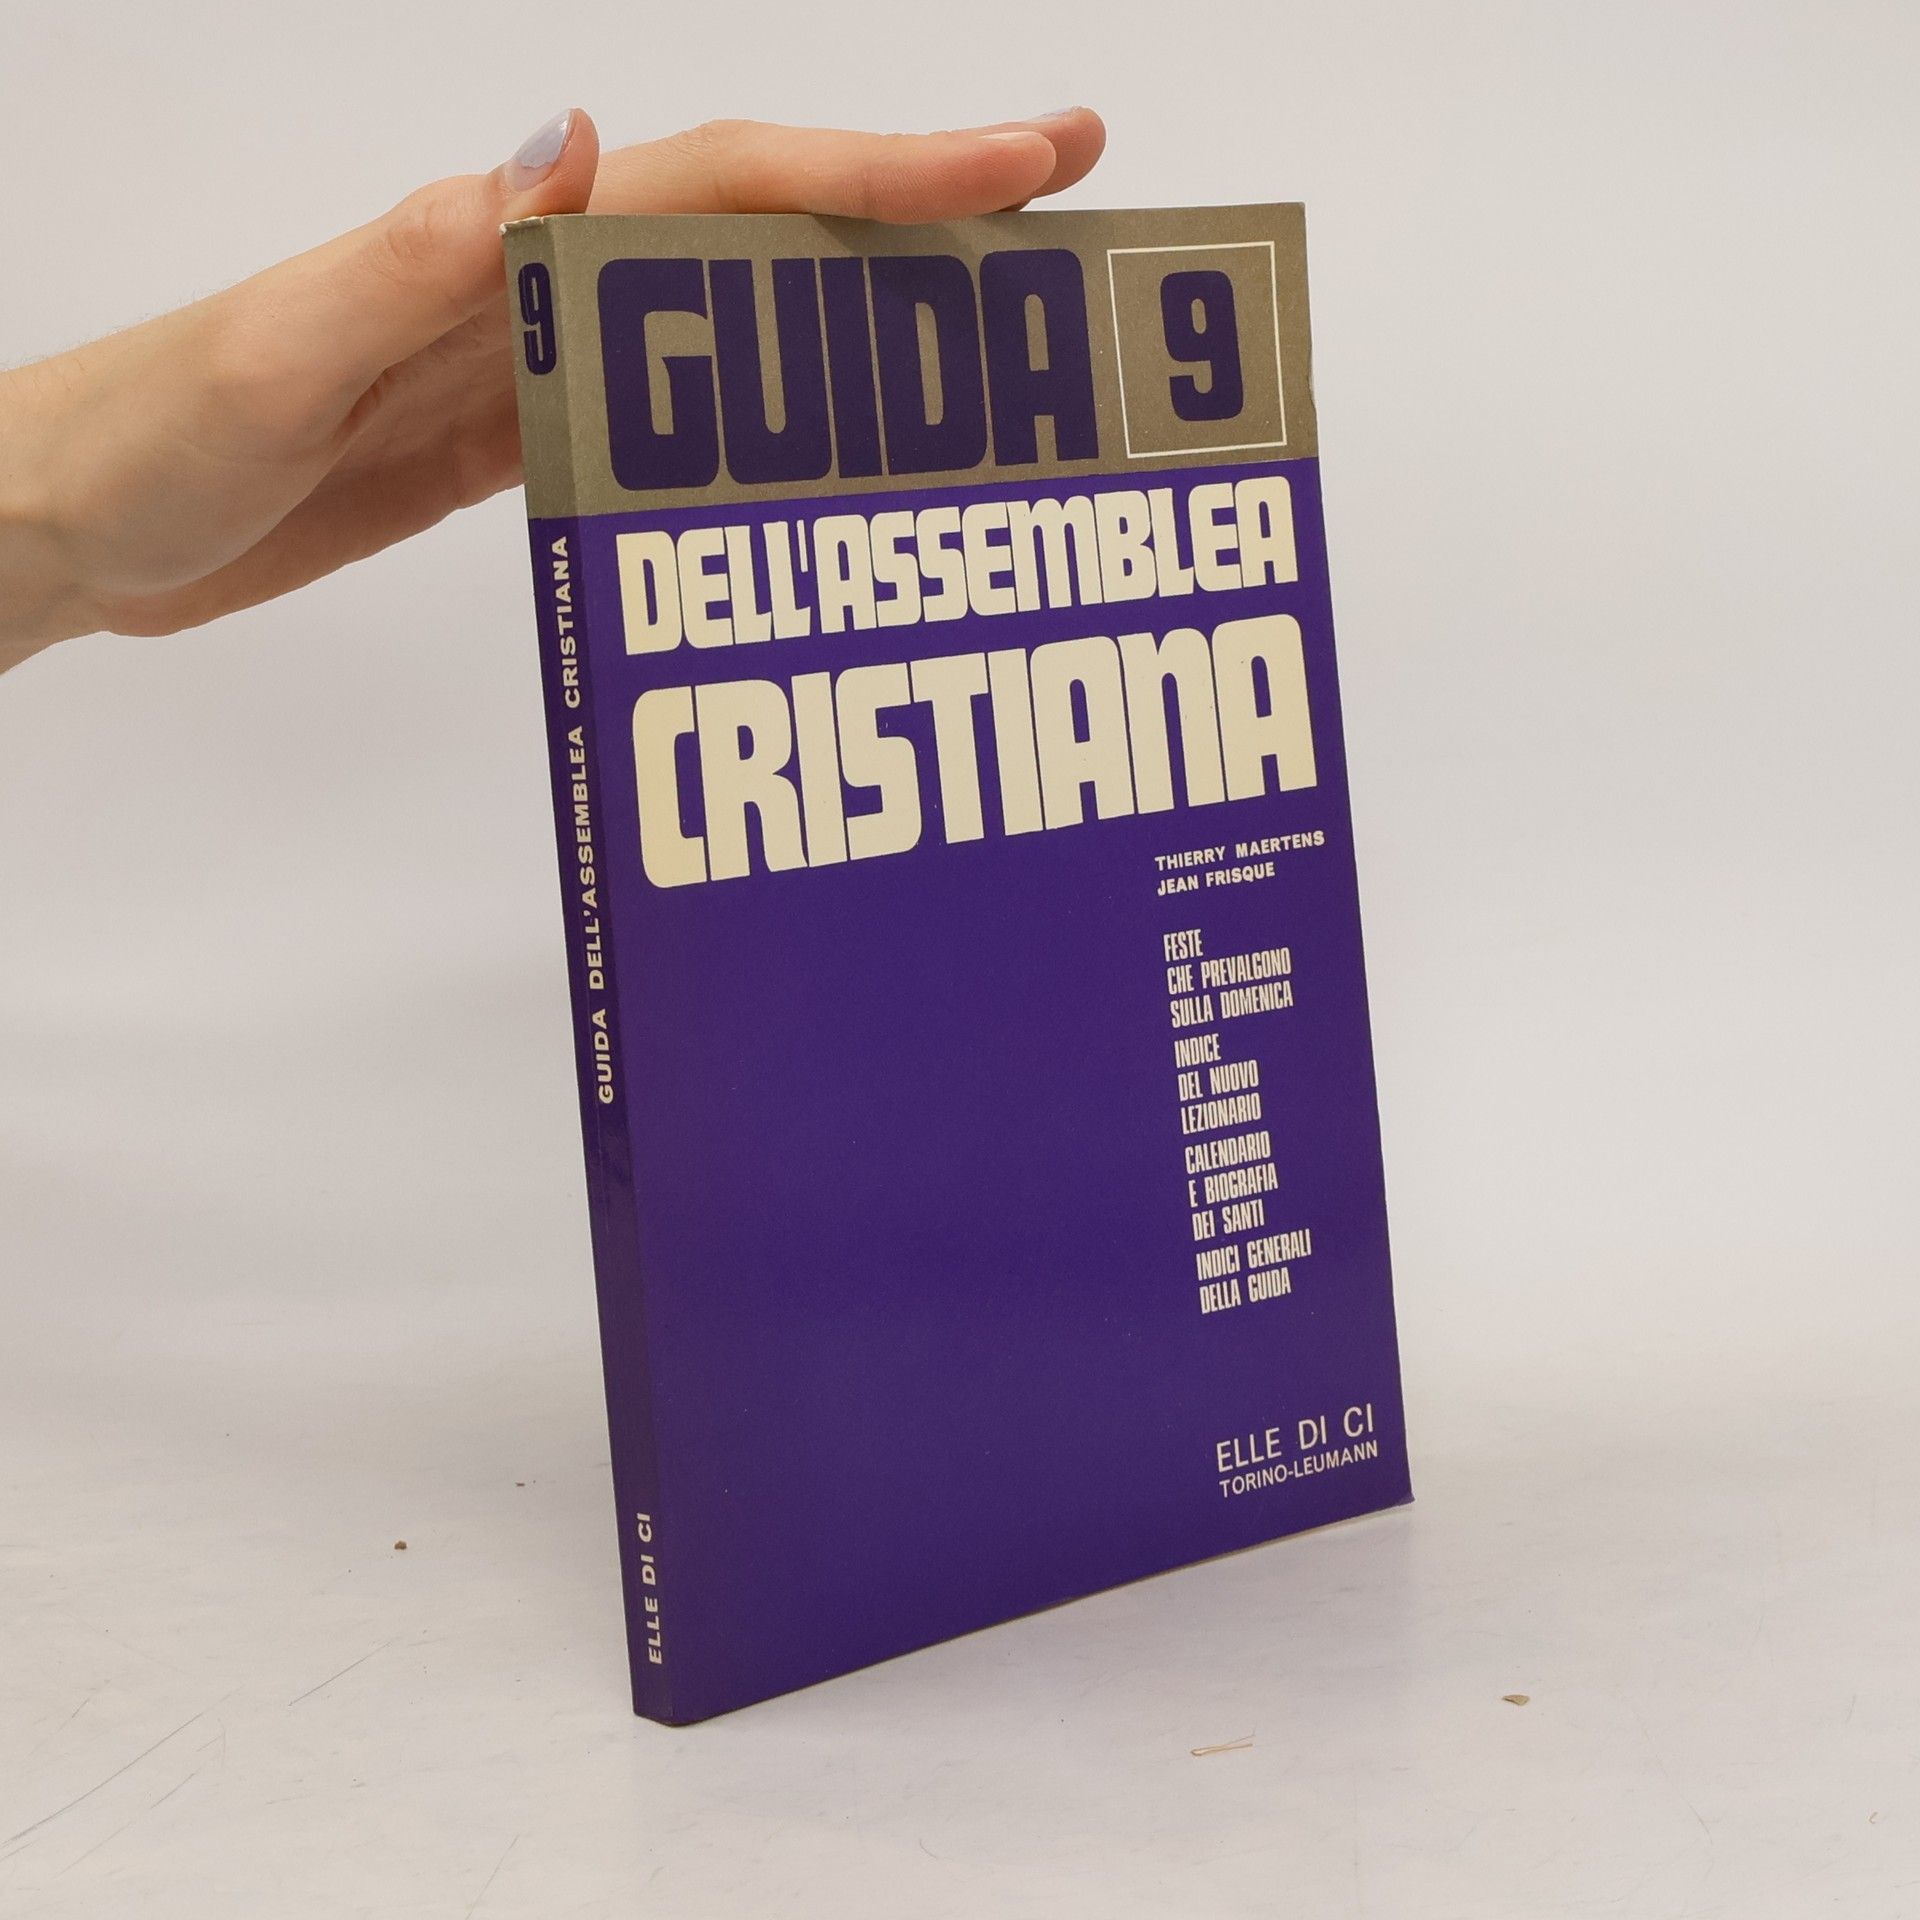 9
GUIDA DELL'ASSEMBLEA CRISTIANA
ELLE DI CI
GUIDA 9
DELL'ASSEMBLEA
CRISTIANA
THIERRY MAERTENS
JEAN FRISQUE
FESTE
CHE PREVALGONO
SULLA DOMENICA
INDICE
DEL NUOVO
LEZIONARIO
CALENDARIO
E BIOGRAFIA
DEI SANTI
INDICI GENERALI
DELLA GUIDA
ELLE DI CI
TORINO-LEUMANN